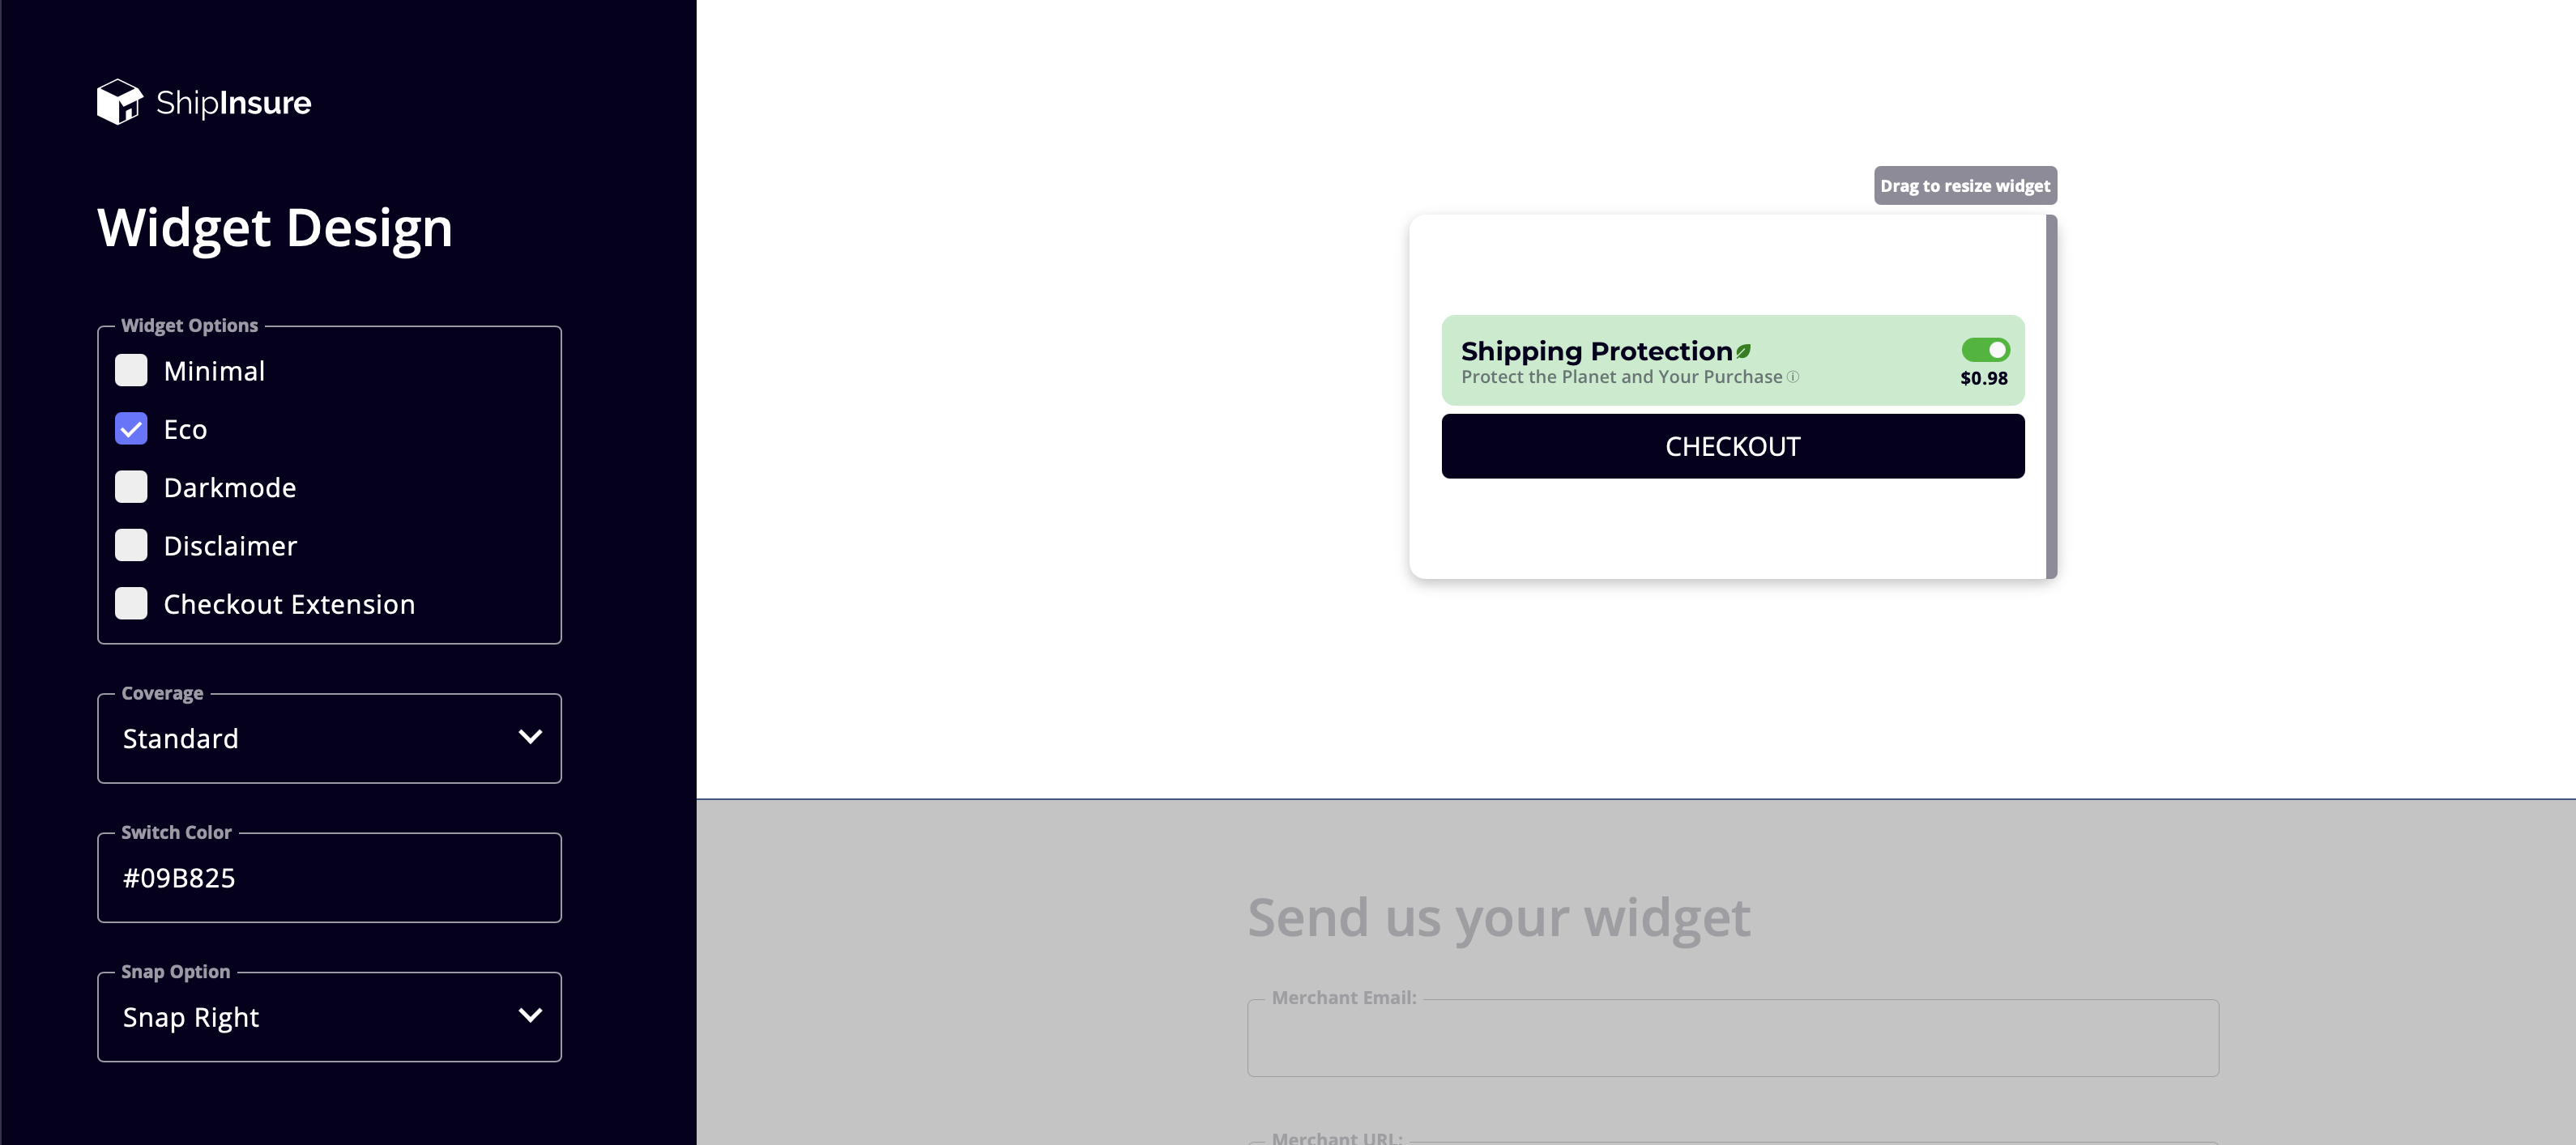 ShipInsure
Widget Design
Widget Options
Minimal
Eco
Darkmode
Disclaimer
Checkout Extension
Coverage
Standard
Switch Color
#09B825
Snap Option
Snap Right
Drag to resize widget
Shipping Protection
Protect the Planet and Your Purchase
$0.98
CHECKOUT
Send us your widget
Merchant Email:
Merchant URL: